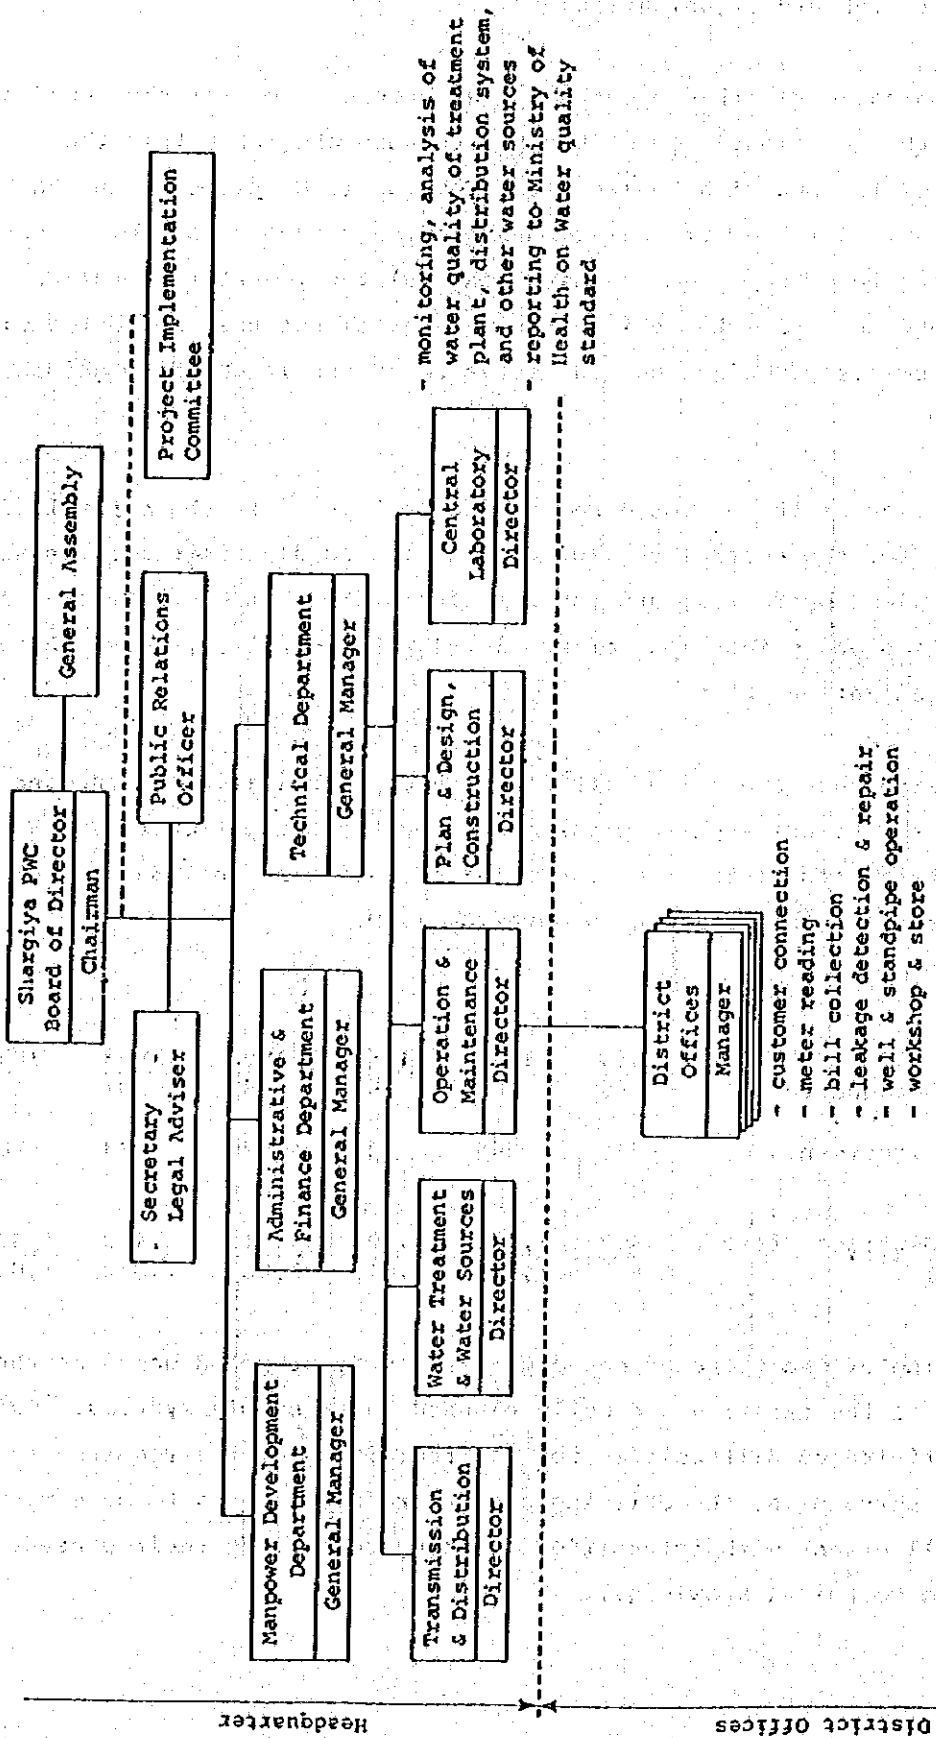 Shargiya PWC
Board of Director
Chairman
General Assembly
- Secretary -
- Legal Adviser
Public Relations
Officer
Project Implementation
Committee
Manpower Development
Department
General Manager
Administrative &
Finance Department
General Manager
Technical Department
General Manager
Transmission
& Distribution
Director
Water Treatment
& Water Sources
Director
Operation &
Maintenance
Director
Plan & Design,
Construction
Director
Central
Laboratory
Director
- monitoring, analysis of
water quality of treatment
plant, distribution system,
and other water sources
- reporting to Ministry of
Health on Water quality
standard
District
Offices
Manager
- customer connection
- meter reading
- bill collection
- leakage detection & repair
- well & standpipe operation
- workshop & store
Headquarter
District Offices